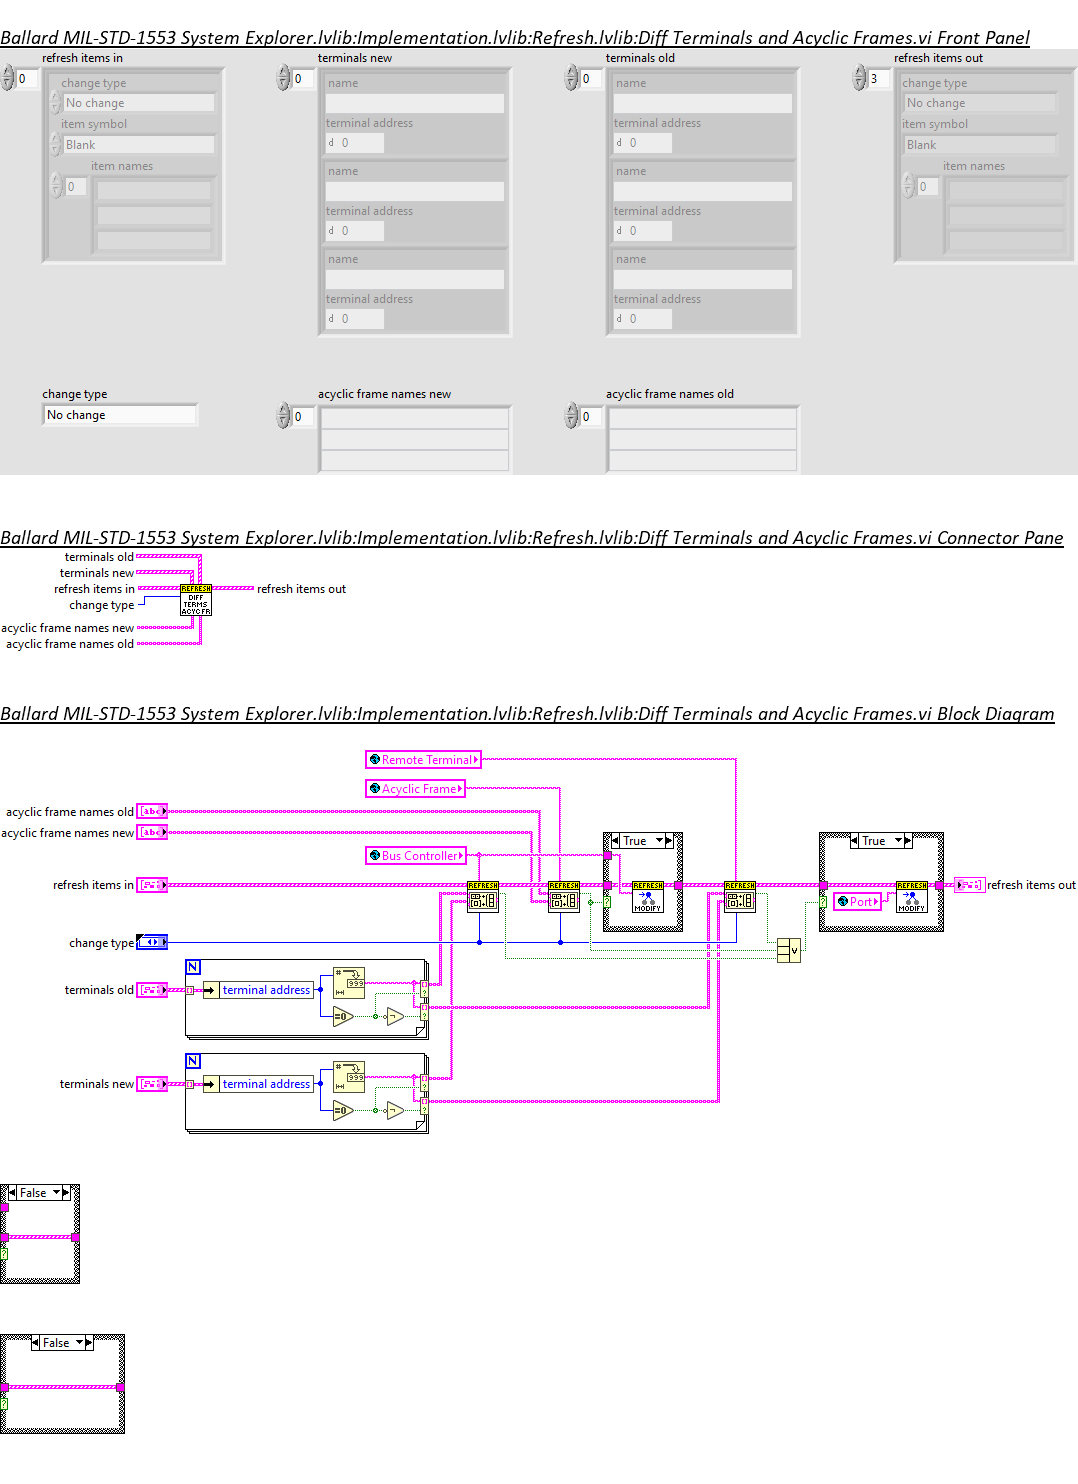 Ballard MIL-STD-1553 System Explorer.lvlib:Implementation.lvlib:Refresh.lvlib:Diff Terminals and Acyclic Frames.vi Front Panel
refresh items in
terminals new
terminals old
refresh items out
0
change type
No change
item symbol
Blank
item names
0
0
name
terminal address
d 0
name
terminal address
d 0
name
terminal address
d 0
0
name
terminal address
d 0
name
terminal address
d 0
name
terminal address
d 0
3
change type
No change
item symbol
Blank
item names
0
change type
No change
acyclic frame names new
0
acyclic frame names old
0
Ballard MIL-STD-1553 System Explorer.lvlib:Implementation.lvlib:Refresh.lvlib:Diff Terminals and Acyclic Frames.vi Connector Pane
terminals old
terminals new
refresh items in
change type
acyclic frame names new
acyclic frame names old
REFRESH
DIFF
TERMS
ACYC FR
refresh items out
Ballard MIL-STD-1553 System Explorer.lvlib:Implementation.lvlib:Refresh.lvlib:Diff Terminals and Acyclic Frames.vi Block Diagram
Remote Terminal
Acyclic Frame
acyclic frame names old
[abc
acyclic frame names new
[abc
Bus Controller
True
True
refresh items in
REFRESH
REFRESH
REFRESH
MODIFY
REFRESH
Port
REFRESH
MODIFY
refresh items out
change type
V
N
terminals old
terminal address
#
999
=0
?
?
N
terminals new
terminal address
#
999
=0
?
?
False
?
False
?